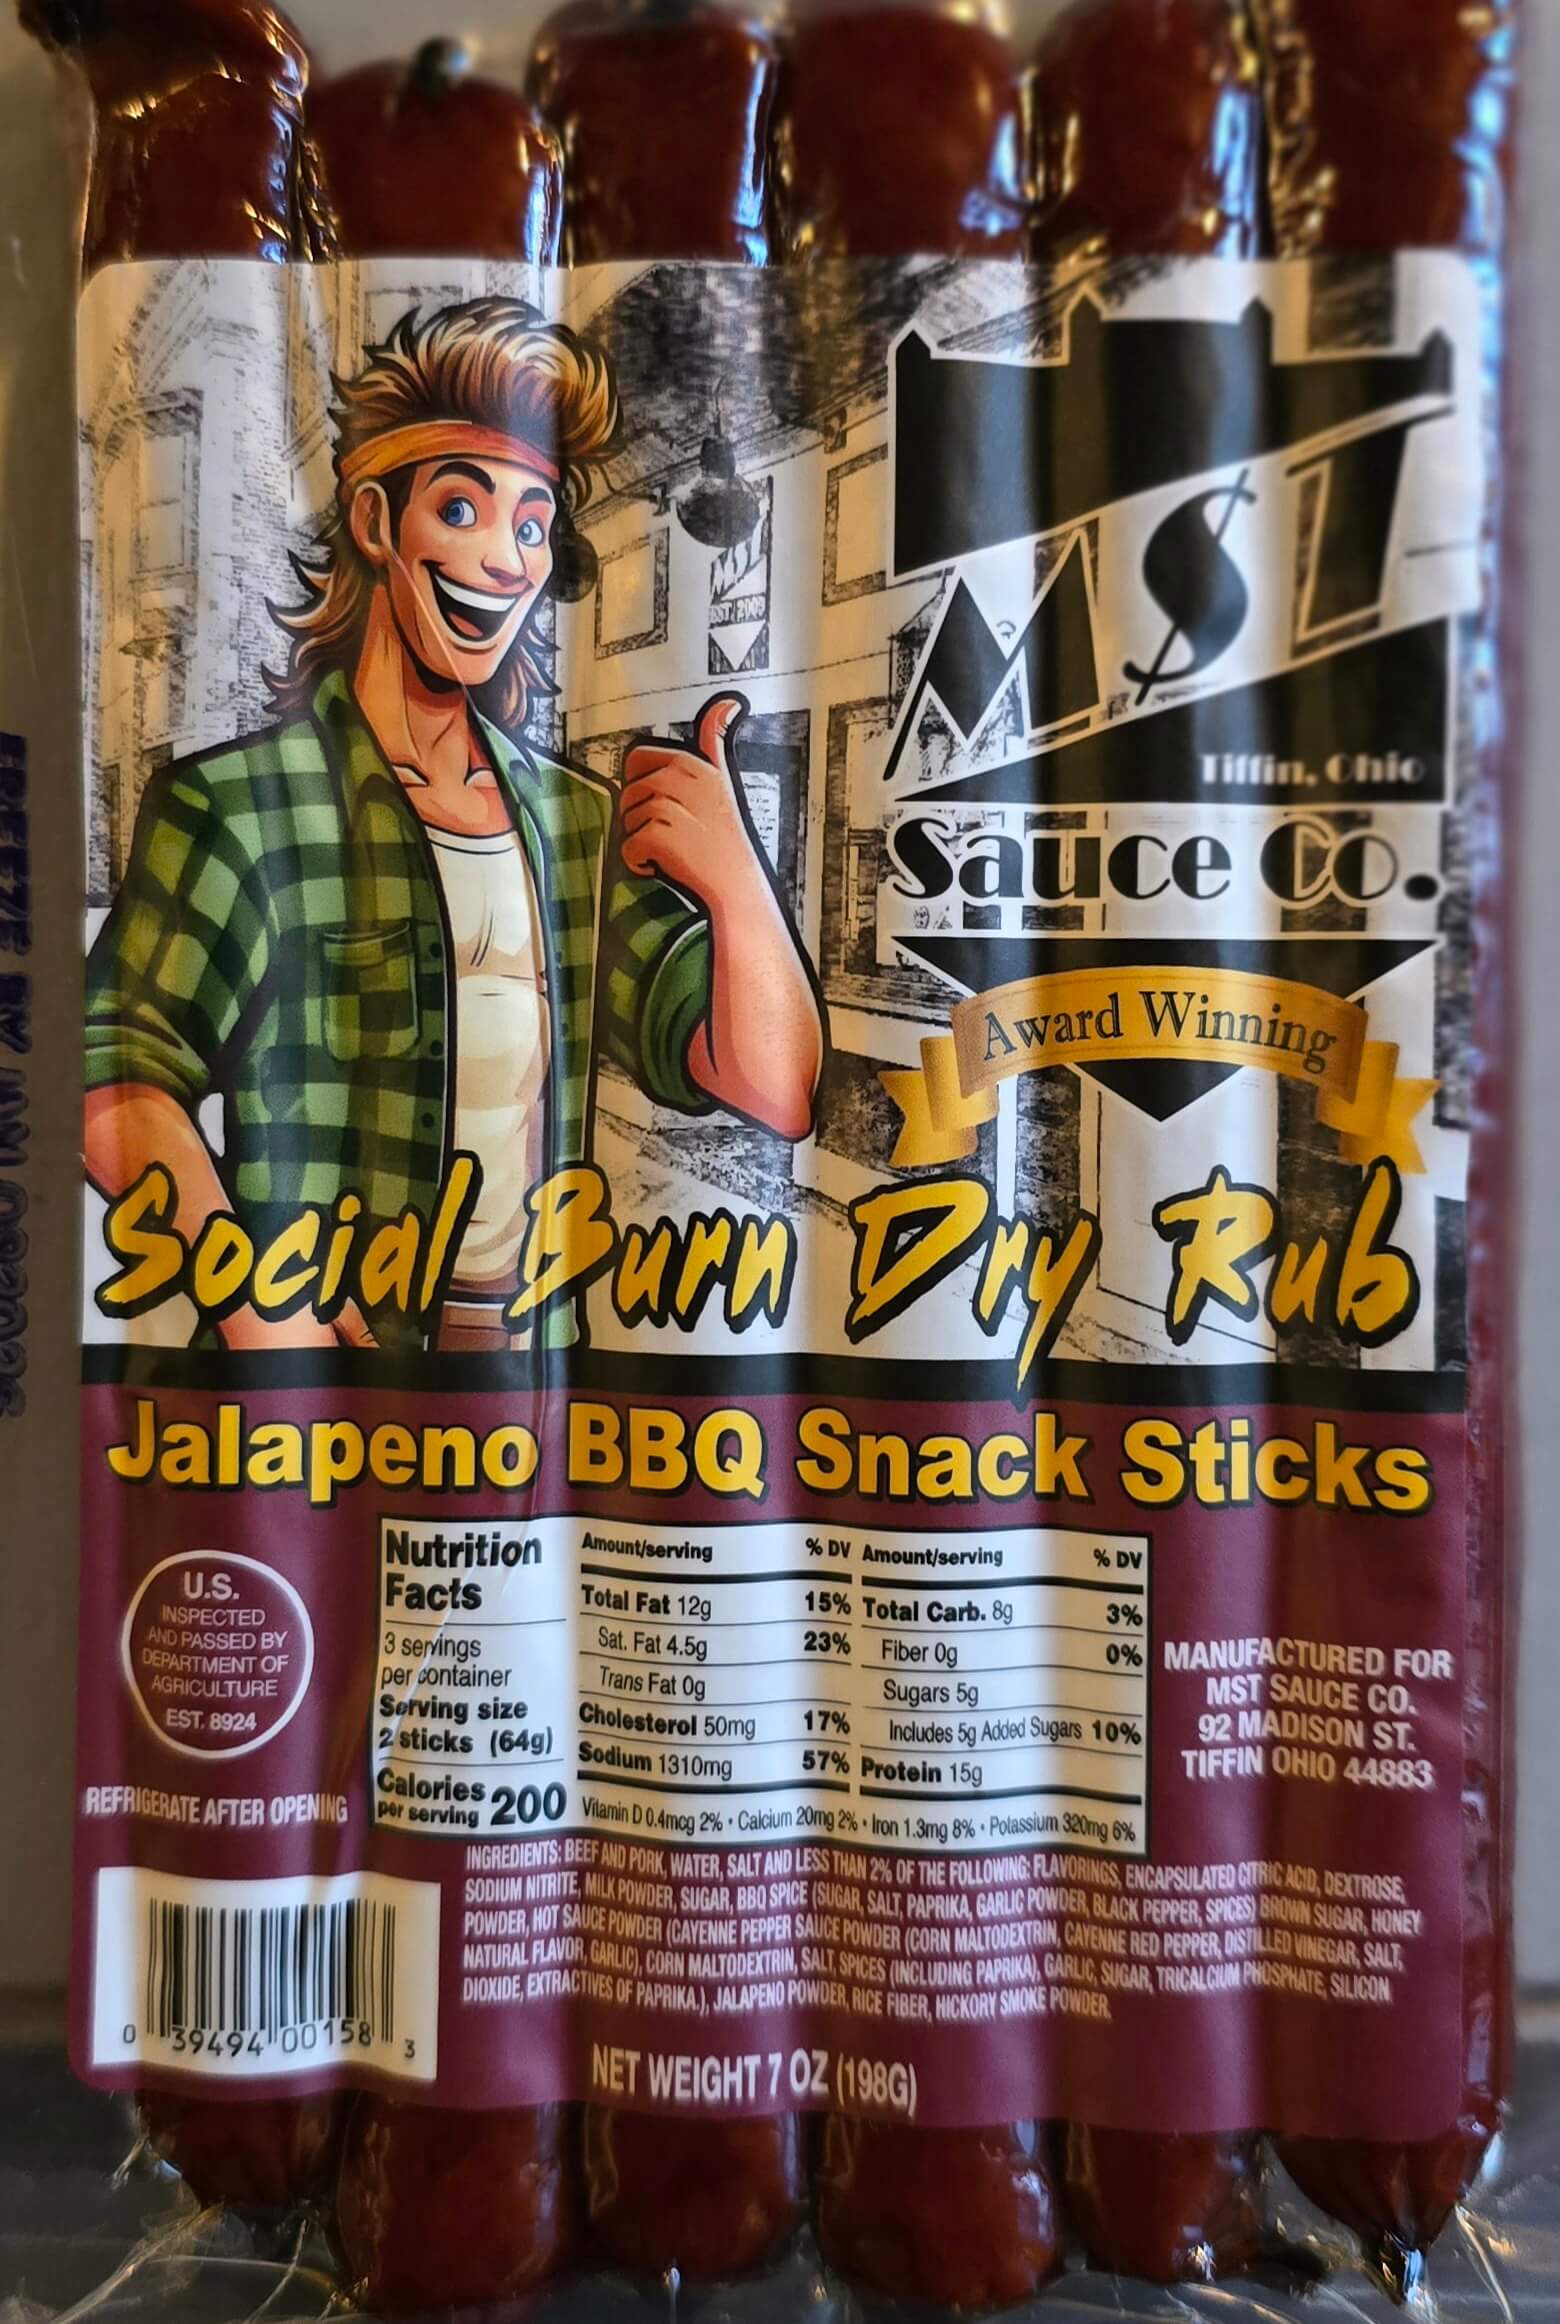 MST
Tiffin, Ohio
Sauce Co.
Award Winning
Social Burn Dry Rub
Jalapeno BBQ Snack Sticks
U.S.
INSPECTED
AND PASSED BY
DEPARTMENT OF
AGRICULTURE
EST. 8924
REFRIGERATE AFTER OPENING
Nutrition
Facts
3 servings
per container
Serving size
2 sticks (64g)
Calories
per serving 200
Amount/serving % DV
Total Fat 12g 15%
Sat. Fat 4.5g 23%
Trans Fat 0g
Cholesterol 50mg 17%
Sodium 1310mg 57%
Amount/serving % DV
Total Carb. 8g 3%
Fiber 0g 0%
Sugars 5g
Includes 5g Added Sugars 10%
Protein 15g
Vitamin D 0.4mcg 2% • Calcium 20mg 2% • Iron 1.3mg 8% • Potassium 320mg 6%
MANUFACTURED FOR
MST SAUCE CO.
92 MADISON ST.
TIFFIN OHIO 44883
INGREDIENTS: BEEF AND PORK, WATER, SALT AND LESS THAN 2% OF THE FOLLOWING: FLAVORINGS, ENCAPSULATED CITRIC ACID, DEXTROSE,
SODIUM NITRITE, MILK POWDER, SUGAR, BBQ SPICE (SUGAR, SALT, PAPRIKA, GARLIC POWDER, BLACK PEPPER, SPICES) BROWN SUGAR, HONEY
POWDER, HOT SAUCE POWDER (CAYENNE PEPPER SAUCE POWDER (CORN MALTODEXTRIN, CAYENNE RED PEPPER, DISTILLED VINEGAR, SALT,
NATURAL FLAVOR, GARLIC), CORN MALTODEXTRIN, SALT, SPICES (INCLUDING PAPRIKA), GARLIC, SUGAR, TRICALCIUM PHOSPHATE, SILICON
DIOXIDE, EXTRACTIVES OF PAPRIKA.), JALAPENO POWDER, RICE FIBER, HICKORY SMOKE POWDER.
0 39494 00158 3
NET WEIGHT 7 OZ (198G)